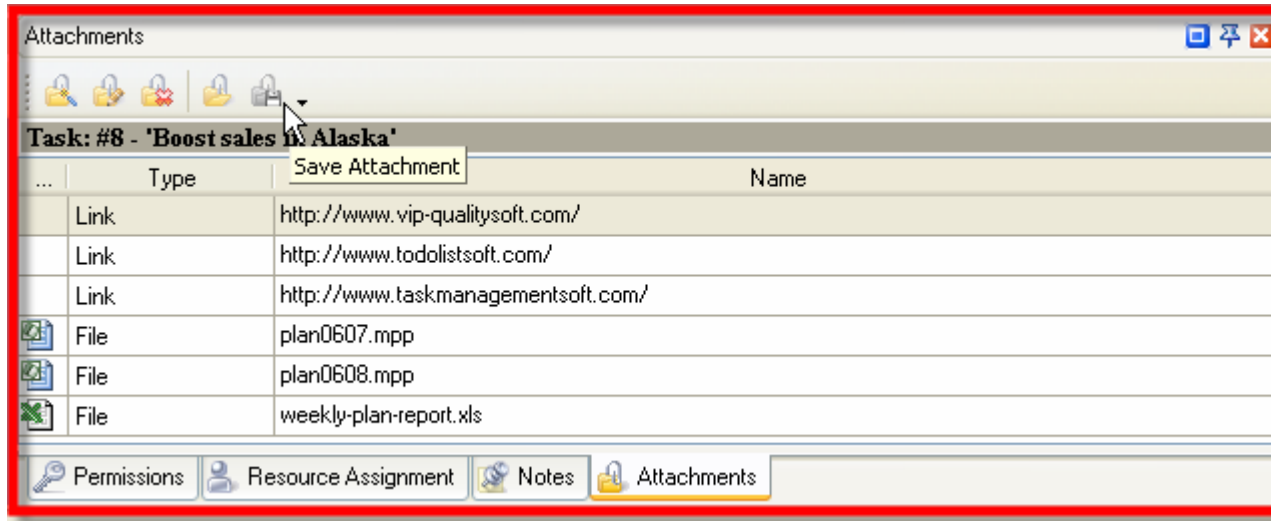 Attachments
Task: #8 - 'Boost sales in Alaska'
Save Attachment
... Type Name
Link http://www.vip-qualitysoft.com/
Link http://www.todolistsoft.com/
Link http://www.taskmanagementsoft.com/
File plan0607.mpp
File plan0608.mpp
File weekly-plan-report.xls
Permissions Resource Assignment Notes Attachments